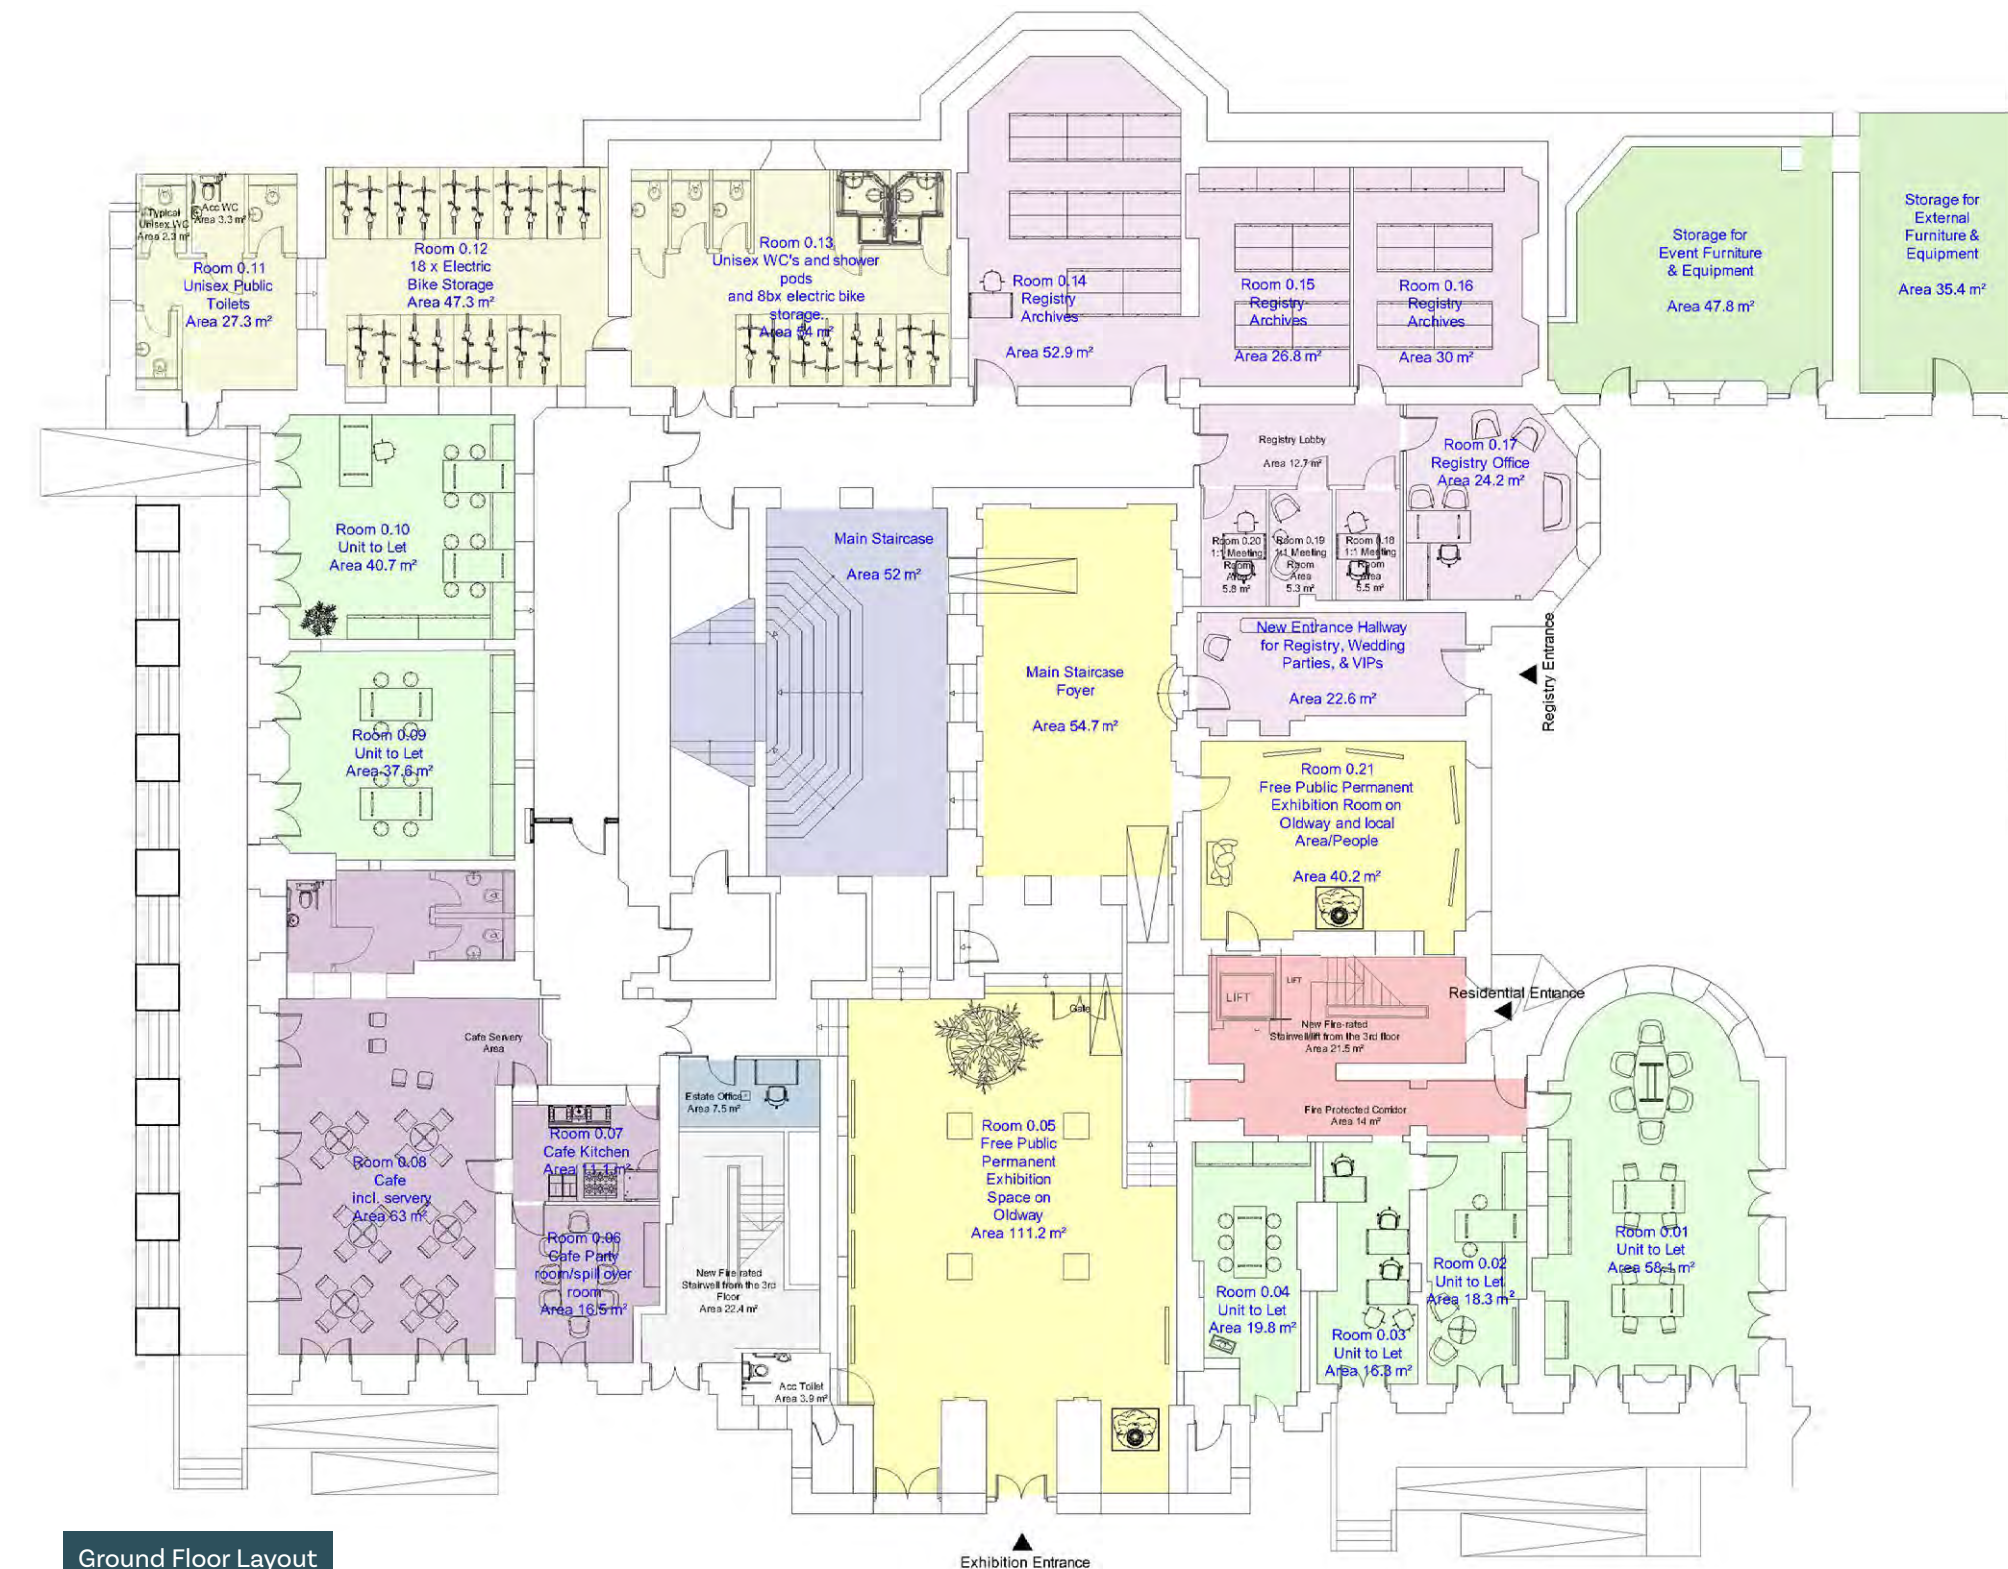 Typical
Unisex WC
Area 2.3 m²
Acc WC
Area 3.3 m²
Room 0.11
Unisex Public
Toilets
Area 27.3 m²
Room 0.12
18 x Electric
Bike Storage
Area 47.3 m²
Room 0.13
Unisex WC's and shower
pods
and 8bx electric bike
storage.
Area 54 m²
Room 0.14
Registry
Archives
Area 52.9 m²
Room 0.15
Registry
Archives
Area 26.8 m²
Room 0.16
Registry
Archives
Area 30 m²
Storage for
Event Furniture
& Equipment
Area 47.8 m²
Storage for
External
Furniture &
Equipment
Area 35.4 m²
Registry Lobby
Area 12.7 m²
Room 0.17
Registry Office
Area 24.2 m²
Room 0.20
1:1 Meeting
Room
Area
5.8 m²
Room 0.19
1:1 Meeting
Room
Area
5.3 m²
Room 0.18
1:1 Meeting
Room
Area
5.5 m²
Room 0.10
Unit to Let
Area 40.7 m²
Main Staircase
Area 52 m²
New Entrance Hallway
for Registry, Wedding
Parties, & VIPs
Area 22.6 m²
Registry Entrance
Main Staircase
Foyer
Area 54.7 m²
Room 0.09
Unit to Let
Area 37.6 m²
Room 0.21
Free Public Permanent
Exhibition Room on
Oldway and local
Area/People
Area 40.2 m²
LIFT
LIFT
New Fire-rated
Stairwell/lift from the 3rd floor
Area 21.5 m²
Residential Entrance
Gate
Cafe Servery
Area
Estate Office
Area 7.5 m²
Fire Protected Corridor
Area 14 m²
Room 0.08
Cafe
incl. servery
Area 63 m²
Room 0.07
Cafe Kitchen
Area 11.1 m²
Room 0.06
Cafe Party
room/spill over
room
Area 16.5 m²
New Fire rated
Stairwell from the 3rd
Floor
Area 22.4 m²
Acc Toilet
Area 3.9 m²
Room 0.05
Free Public
Permanent
Exhibition
Space on
Oldway
Area 111.2 m²
Room 0.04
Unit to Let
Area 19.8 m²
Room 0.03
Unit to Let
Area 16.3 m²
Room 0.02
Unit to Let
Area 18.3 m²
Room 0.01
Unit to Let
Area 58.1 m²
Exhibition Entrance
Ground Floor Layout